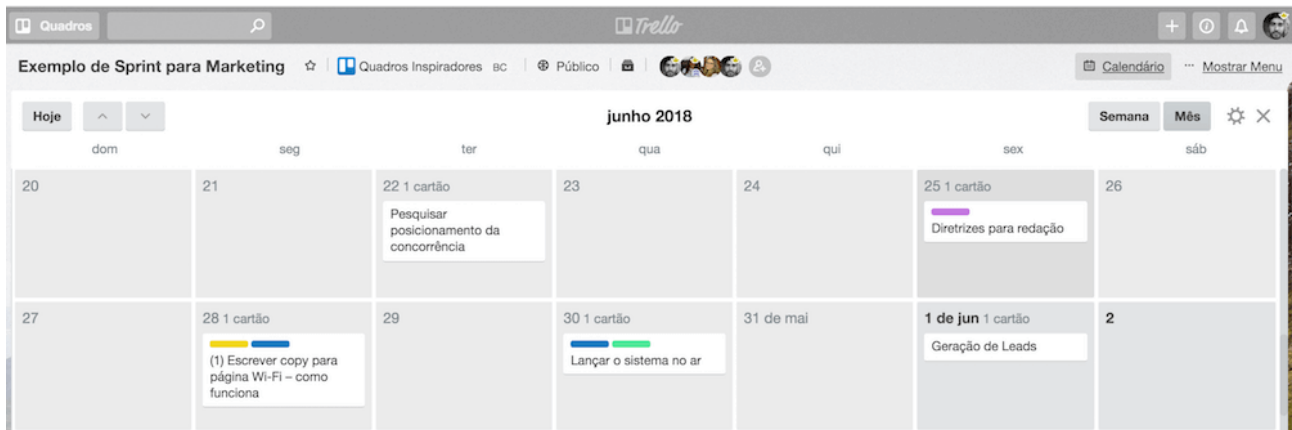 Quadros
Trello
Exemplo de Sprint para Marketing
Quadros Inspiradores BC
Público
Calendário
··· Mostrar Menu
Hoje
junho 2018
Semana
Mês
dom seg ter qua qui sex sáb
20
21
22 1 cartão
Pesquisar
posicionamento da
concorrência
23
24
25 1 cartão
Diretrizes para redação
26
27
28 1 cartão
(1) Escrever copy para
página Wi-Fi – como
funciona
29
30 1 cartão
Lançar o sistema no ar
31 de mai
1 de jun 1 cartão
Geração de Leads
2